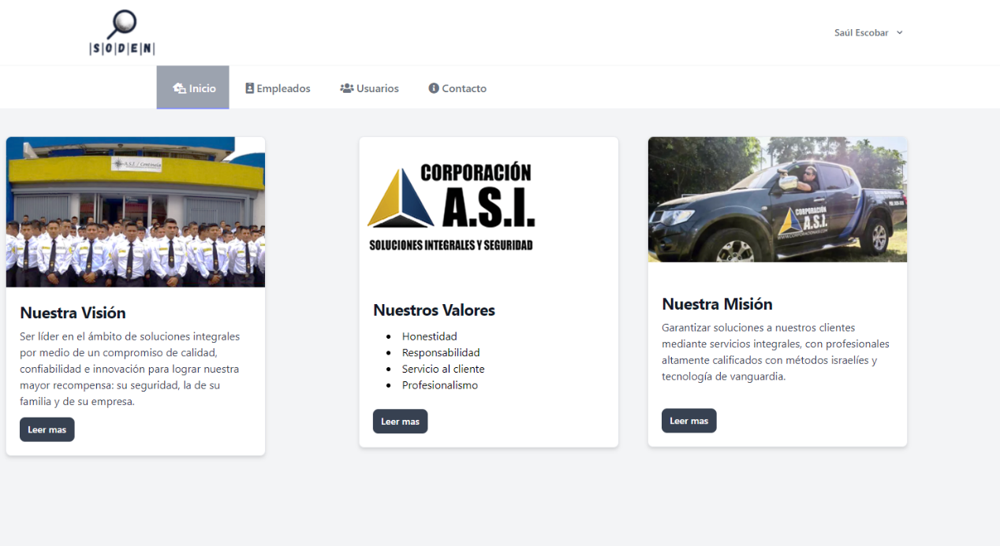 |S|O|D|E|N|
Saúl Escobar
Inicio
Empleados
Usuarios
Contacto
A.S.I.
Nuestra Visión
Ser líder en el ámbito de soluciones integrales
por medio de un compromiso de calidad,
confiabilidad e innovación para lograr nuestra
mayor recompensa: su seguridad, la de su
familia y de su empresa.
Leer mas
CORPORACIÓN
A.S.I.
SOLUCIONES INTEGRALES Y SEGURIDAD
Nuestros Valores
Honestidad
Responsabilidad
Servicio al cliente
Profesionalismo
Leer mas
CORPORACIÓN
A.S.I.
WWW.CORPORACIONASI.COM
Nuestra Misión
Garantizar soluciones a nuestros clientes
mediante servicios integrales, con profesionales
altamente calificados con métodos israelíes y
tecnología de vanguardia.
Leer mas